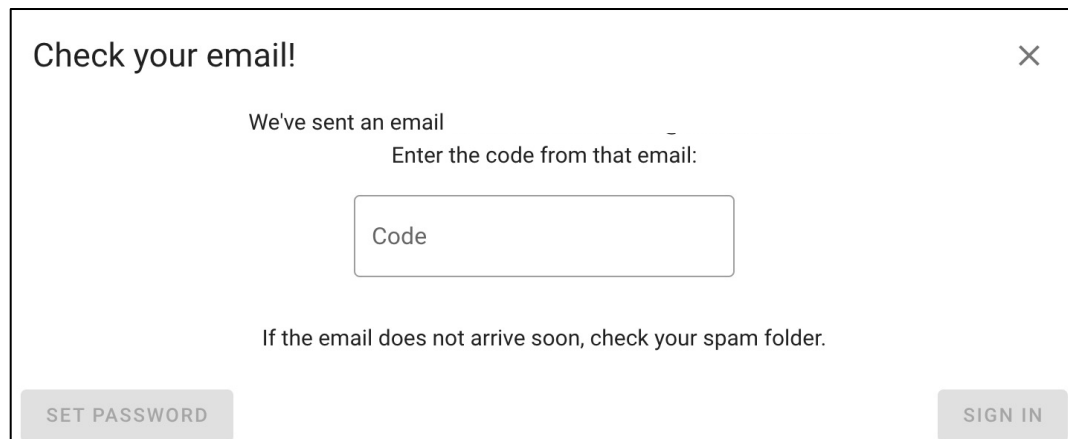 Check your email!
We've sent an email
Enter the code from that email:
Code
If the email does not arrive soon, check your spam folder.
SET PASSWORD
SIGN IN